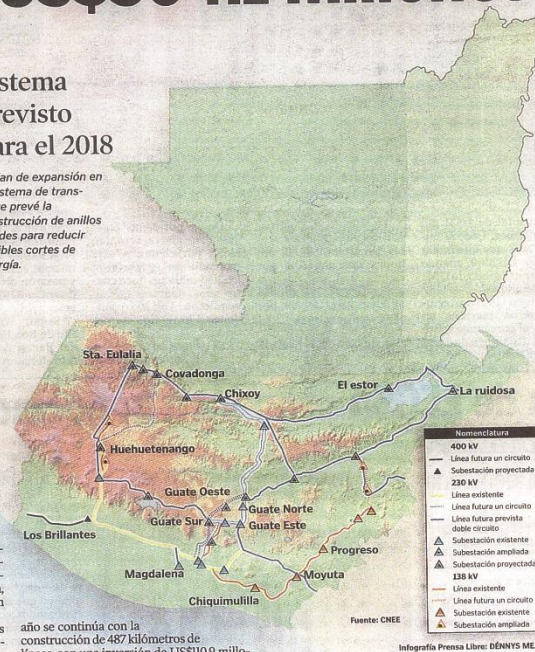 stema
revisto
ara el 2018
an de expansión en
stema de trans-
e prevé la
strucción de anillos
des para reducir
ibles cortes de
rgía.
Sta. Eulalia
Covadonga
Chixoy
El estor
La ruidosa
Huehuetenango
Guate Oeste
Guate Norte
Guate Sur
Guate Este
Los Brillantes
Progreso
Magdalena
Moyuta
Chiquimulilla
Nomenclatura
400 kV
Línea futura un circuito
Subestación proyectada
230 kV
Línea existente
Línea futura un circuito
Línea futura prevista
doble circuito
Subestación existente
Subestación ampliada
Subestación proyectada
138 kV
Línea existente
Línea futura un circuito
Subestación existente
Subestación ampliada
Fuente: CNEE
año se continúa con la
construcción de 487 kilómetros de
Infografía Prensa Libre: DÉNNYS ME